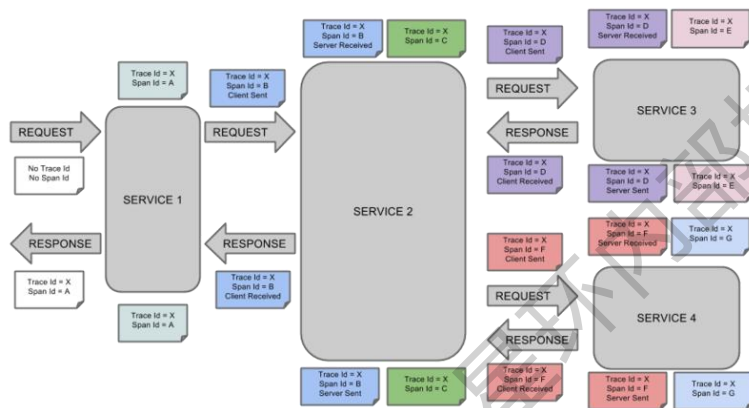 Trace Id = X
Span Id = A
Trace Id = X
Span Id = B
Client Sent
Trace Id = X
Span Id = B
Server Received
Trace Id = X
Span Id = C
Trace Id = X
Span Id = D
Client Sent
Trace Id = X
Span Id = D
Server Received
Trace Id = X
Span Id = E
REQUEST
REQUEST
REQUEST
No Trace Id
No Span Id
SERVICE 1
SERVICE 2
SERVICE 3
RESPONSE
Trace Id = X
Span Id = D
Client Received
Trace Id = X
Span Id = D
Server Sent
Trace Id = X
Span Id = E
RESPONSE
RESPONSE
Trace Id = X
Span Id = A
Trace Id = X
Span Id = B
Client Received
Trace Id = X
Span Id = F
Client Sent
Trace Id = X
Span Id = F
Server Received
Trace Id = X
Span Id = G
REQUEST
SERVICE 4
RESPONSE
Trace Id = X
Span Id = A
Trace Id = X
Span Id = B
Server Sent
Trace Id = X
Span Id = C
Trace Id = X
Span Id = F
Client Received
Trace Id = X
Span Id = F
Server Sent
Trace Id = X
Span Id = G
星环内部